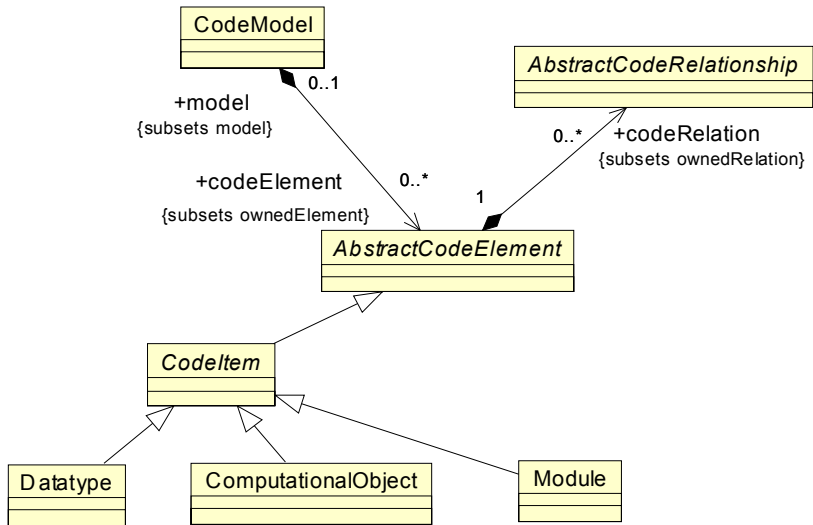 CodeModel
AbstractCodeRelationship
0..1
+model
{subsets model}
0..*
+codeRelation
{subsets ownedRelation}
+codeElement
0..*
{subsets ownedElement}
1
AbstractCodeElement
CodeItem
Datatype
ComputationalObject
Module